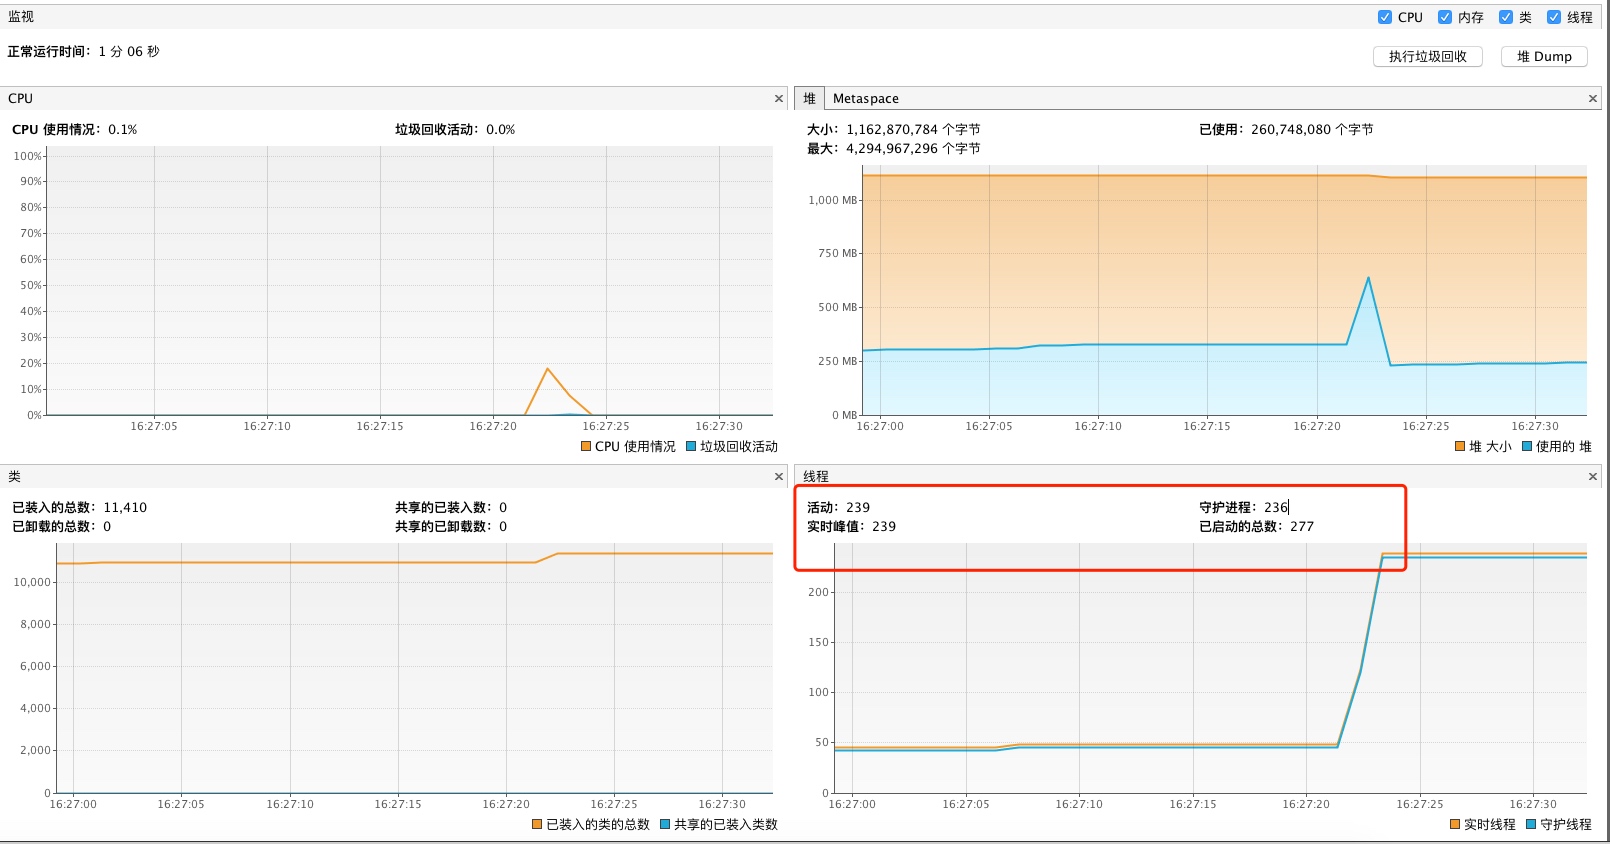 监视
CPU 内存 类 线程
正常运行时间：1 分 06 秒
执行垃圾回收 堆 Dump
CPU
CPU 使用情况：0.1% 垃圾回收活动：0.0%
100%
90%
80%
70%
60%
50%
40%
30%
20%
10%
0%
16:27:05 16:27:10 16:27:15 16:27:20 16:27:25 16:27:30
CPU 使用情况 垃圾回收活动
堆 Metaspace
大小：1,162,870,784 个字节 已使用：260,748,080 个字节
最大：4,294,967,296 个字节
1,000 MB
750 MB
500 MB
250 MB
0 MB
16:27:00 16:27:05 16:27:10 16:27:15 16:27:20 16:27:25 16:27:30
堆 大小 使用的 堆
类
已装入的总数：11,410 共享的已装入数：0
已卸载的总数：0 共享的已卸载数：0
10,000
8,000
6,000
4,000
2,000
0
16:27:00 16:27:05 16:27:10 16:27:15 16:27:20 16:27:25 16:27:30
已装入的类的总数 共享的已装入类数
线程
活动：239 守护进程：236
实时峰值：239 已启动的总数：277
200
150
100
50
0
16:27:00 16:27:05 16:27:10 16:27:15 16:27:20 16:27:25 16:27:30
实时线程 守护线程